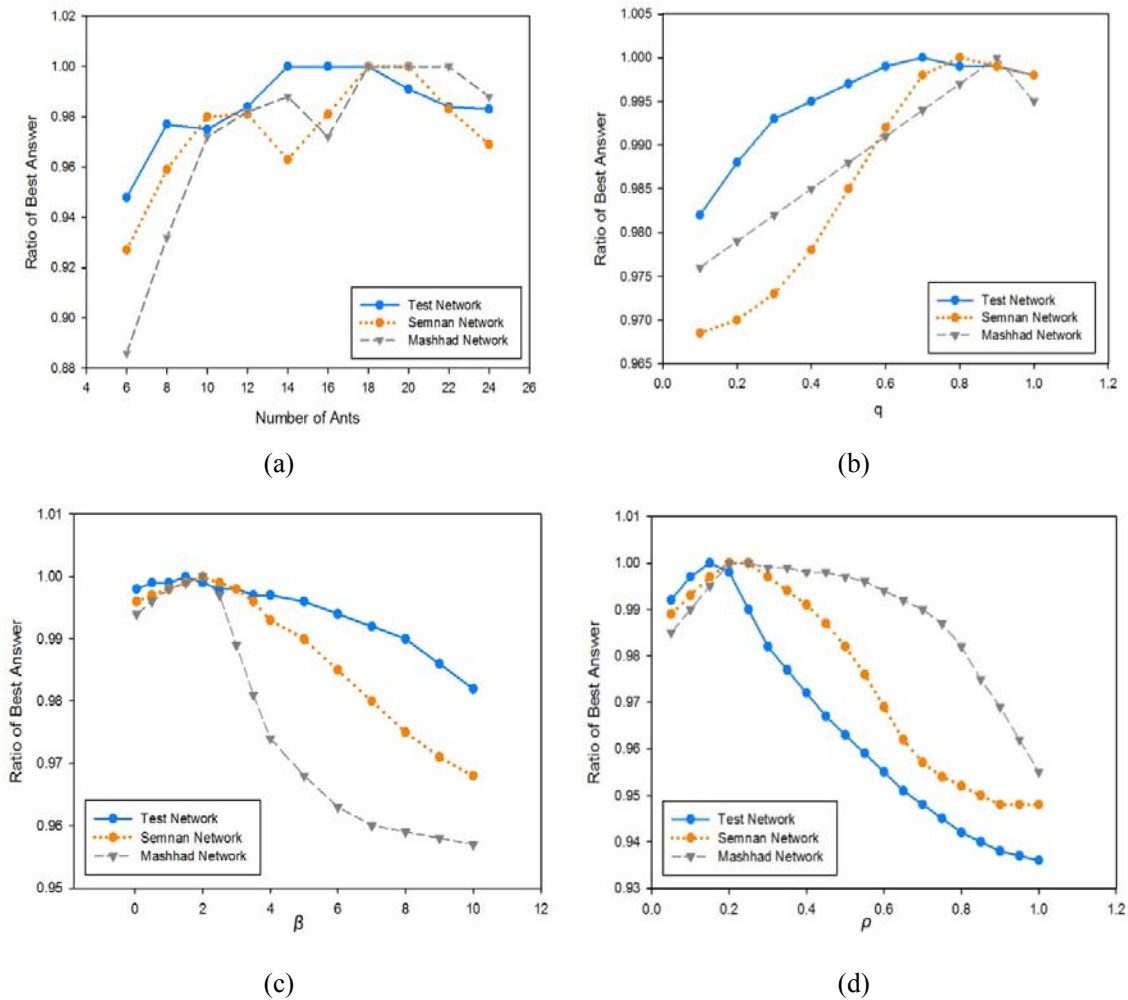 1.02
1.00
0.98
0.96
0.94
0.92
0.90
0.88
Ratio of Best Answer
4 6 8 10 12 14 16 18 20 22 24 26
Number of Ants
Test Network
Semnan Network
Mashhad Network
(a)
1.005
1.000
0.995
0.990
0.985
0.980
0.975
0.970
0.965
Ratio of Best Answer
0.0 0.2 0.4 0.6 0.8 1.0 1.2
q
Test Network
Semnan Network
Mashhad Network
(b)
1.01
1.00
0.99
0.98
0.97
0.96
0.95
Ratio of Best Answer
0 2 4 6 8 10 12
β
Test Network
Semnan Network
Mashhad Network
(c)
1.01
1.00
0.99
0.98
0.97
0.96
0.95
0.94
0.93
Ratio of Best Answer
0.0 0.2 0.4 0.6 0.8 1.0 1.2
ρ
Test Network
Semnan Network
Mashhad Network
(d)